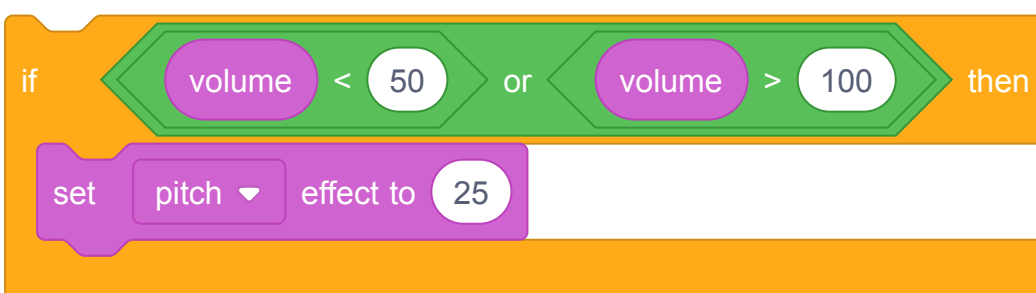 if volume < 50 or volume > 100 then
set pitch effect to 25